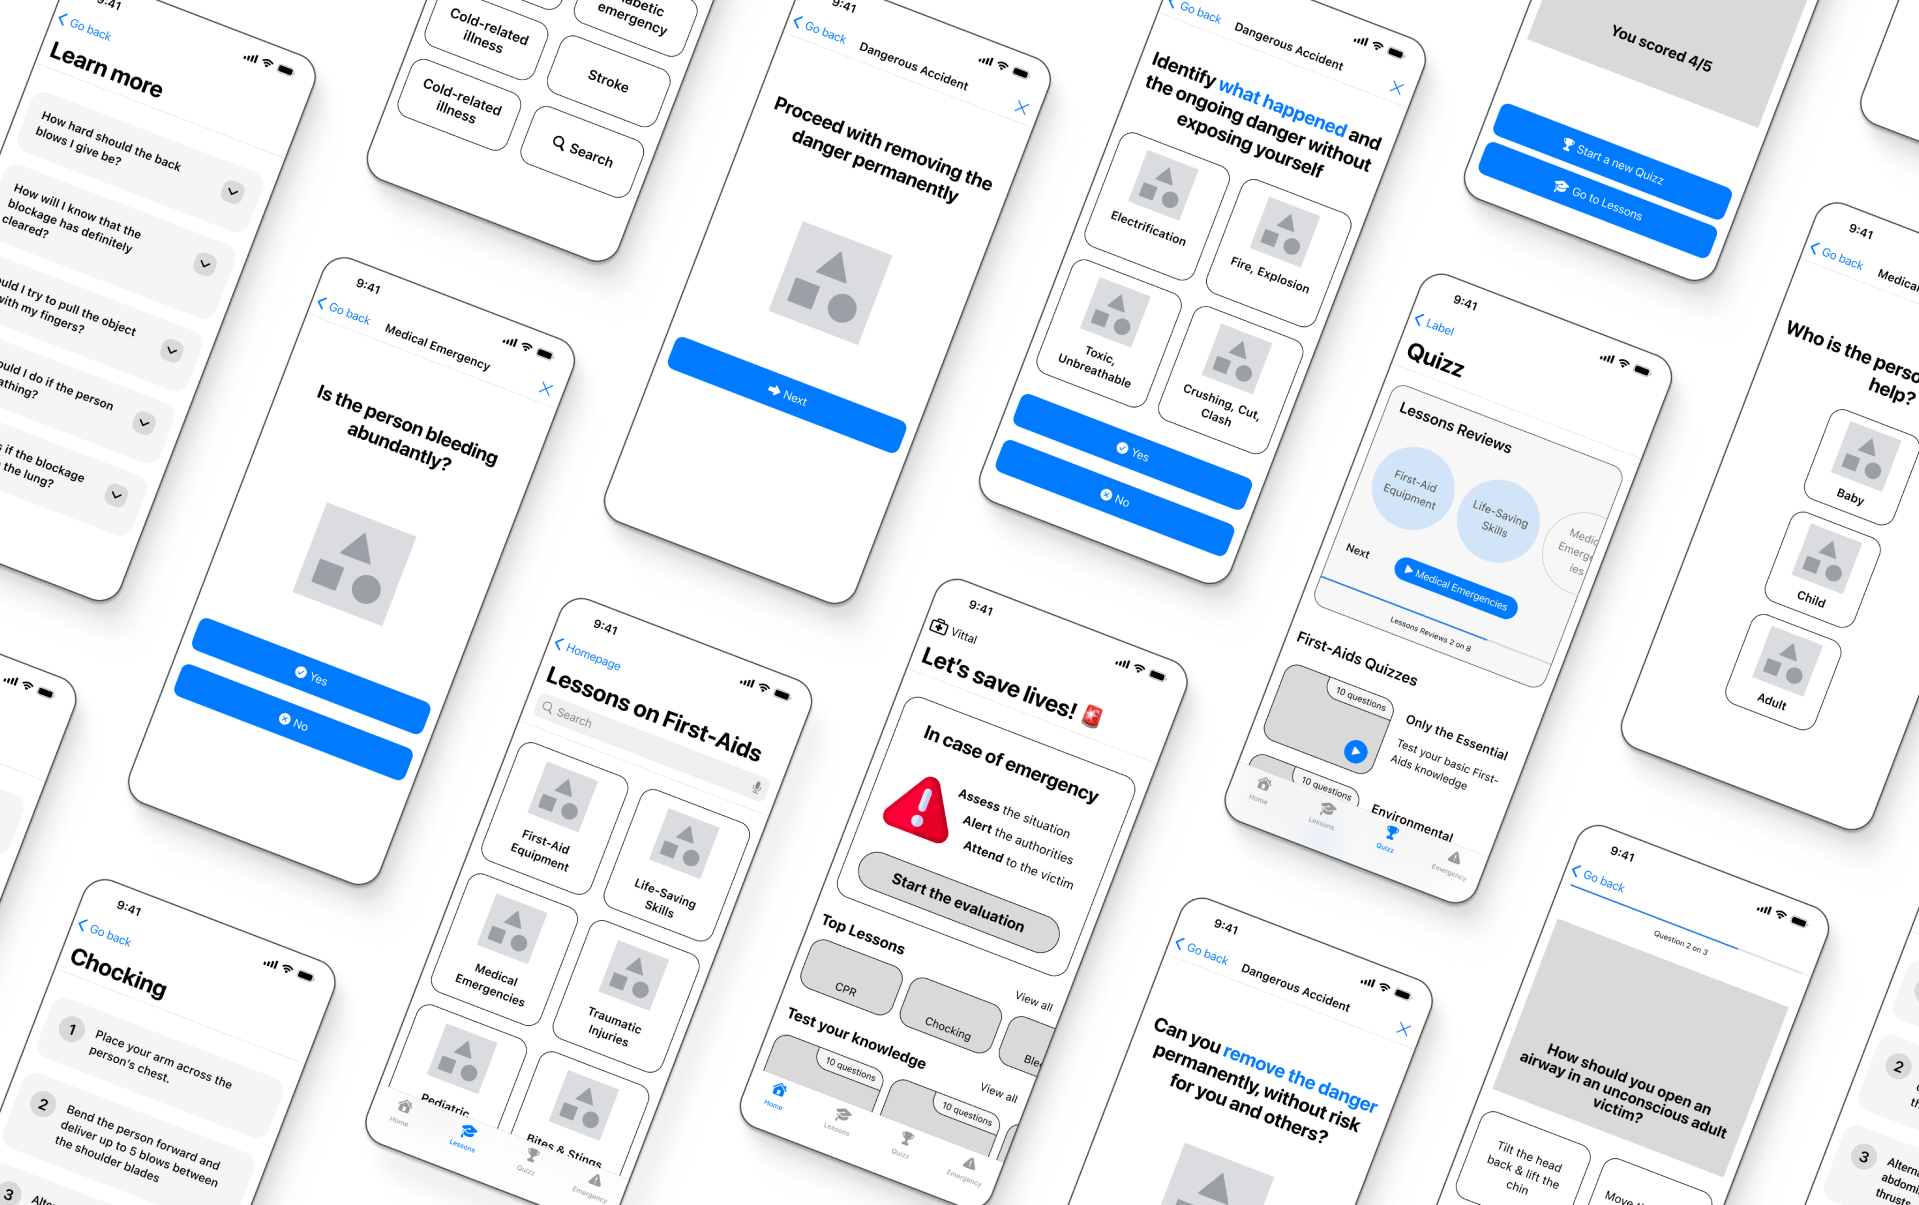 9:41
Go back
Learn more
How hard should the back
blows I give be?
How will I know that the
blockage has definitely
cleared?
I try to pull the object
with my fingers?
I do if the person
if the blockage
the lung?
emergency
Cold-related
illness
Stroke
Cold-related
illness
Search
9:41
Go back
Dangerous Accident
Proceed with removing the
danger permanently
Next
Go back
Dangerous Accident
Identify what happened and
the ongoing danger without
exposing yourself
Electrification
Fire, Explosion
Toxic,
Unbreathable
Crushing, Cut,
Clash
Yes
No
You scored 4/5
Start a new Quizz
Go to Lessons
9:41
Go back
Who is the
help?
Baby
Child
Adult
9:41
Go back
Medical Emergency
Is the person bleeding
abundantly?
Yes
No
9:41
Label
Quizz
Lessons Reviews
First-Aid
Equipment
Life-Saving
Skills
Next
Medical Emergencies
Lessons Reviews 2 on 8
First-Aids Quizzes
10 questions
Only the Essential
Test your basic First-
Aids knowledge
10 questions
Environmental
Home
Lessons
Quizz
Emergency
9:41
Homepage
Lessons on First-Aids
Search
First-Aid
Equipment
Life-Saving
Skills
Medical
Emergencies
Traumatic
Injuries
Pediatric
Bites & Stings
Home
Lessons
Quizz
Emergency
9:41
Vittal
Let's save lives! 🚨
In case of emergency
Assess the situation
Alert the authorities
Attend to the victim
Start the evaluation
Top Lessons
View all
CPR
Chocking
Test your knowledge
View all
10 questions
10 questions
Home
Lessons
Quizz
Emergency
9:41
Go back
Chocking
1
Place your arm across the
person's chest.
2
Bend the person forward and
deliver up to 5 blows between
the shoulder blades
3
9:41
Go back
Dangerous Accident
Can you remove the danger
permanently, without risk
for you and others?
9:41
Go back
Question 2 on 3
How should you open an
airway in an unconscious adult
victim?
Tilt the head
back & lift the
chin
Move
2
3
thrusts